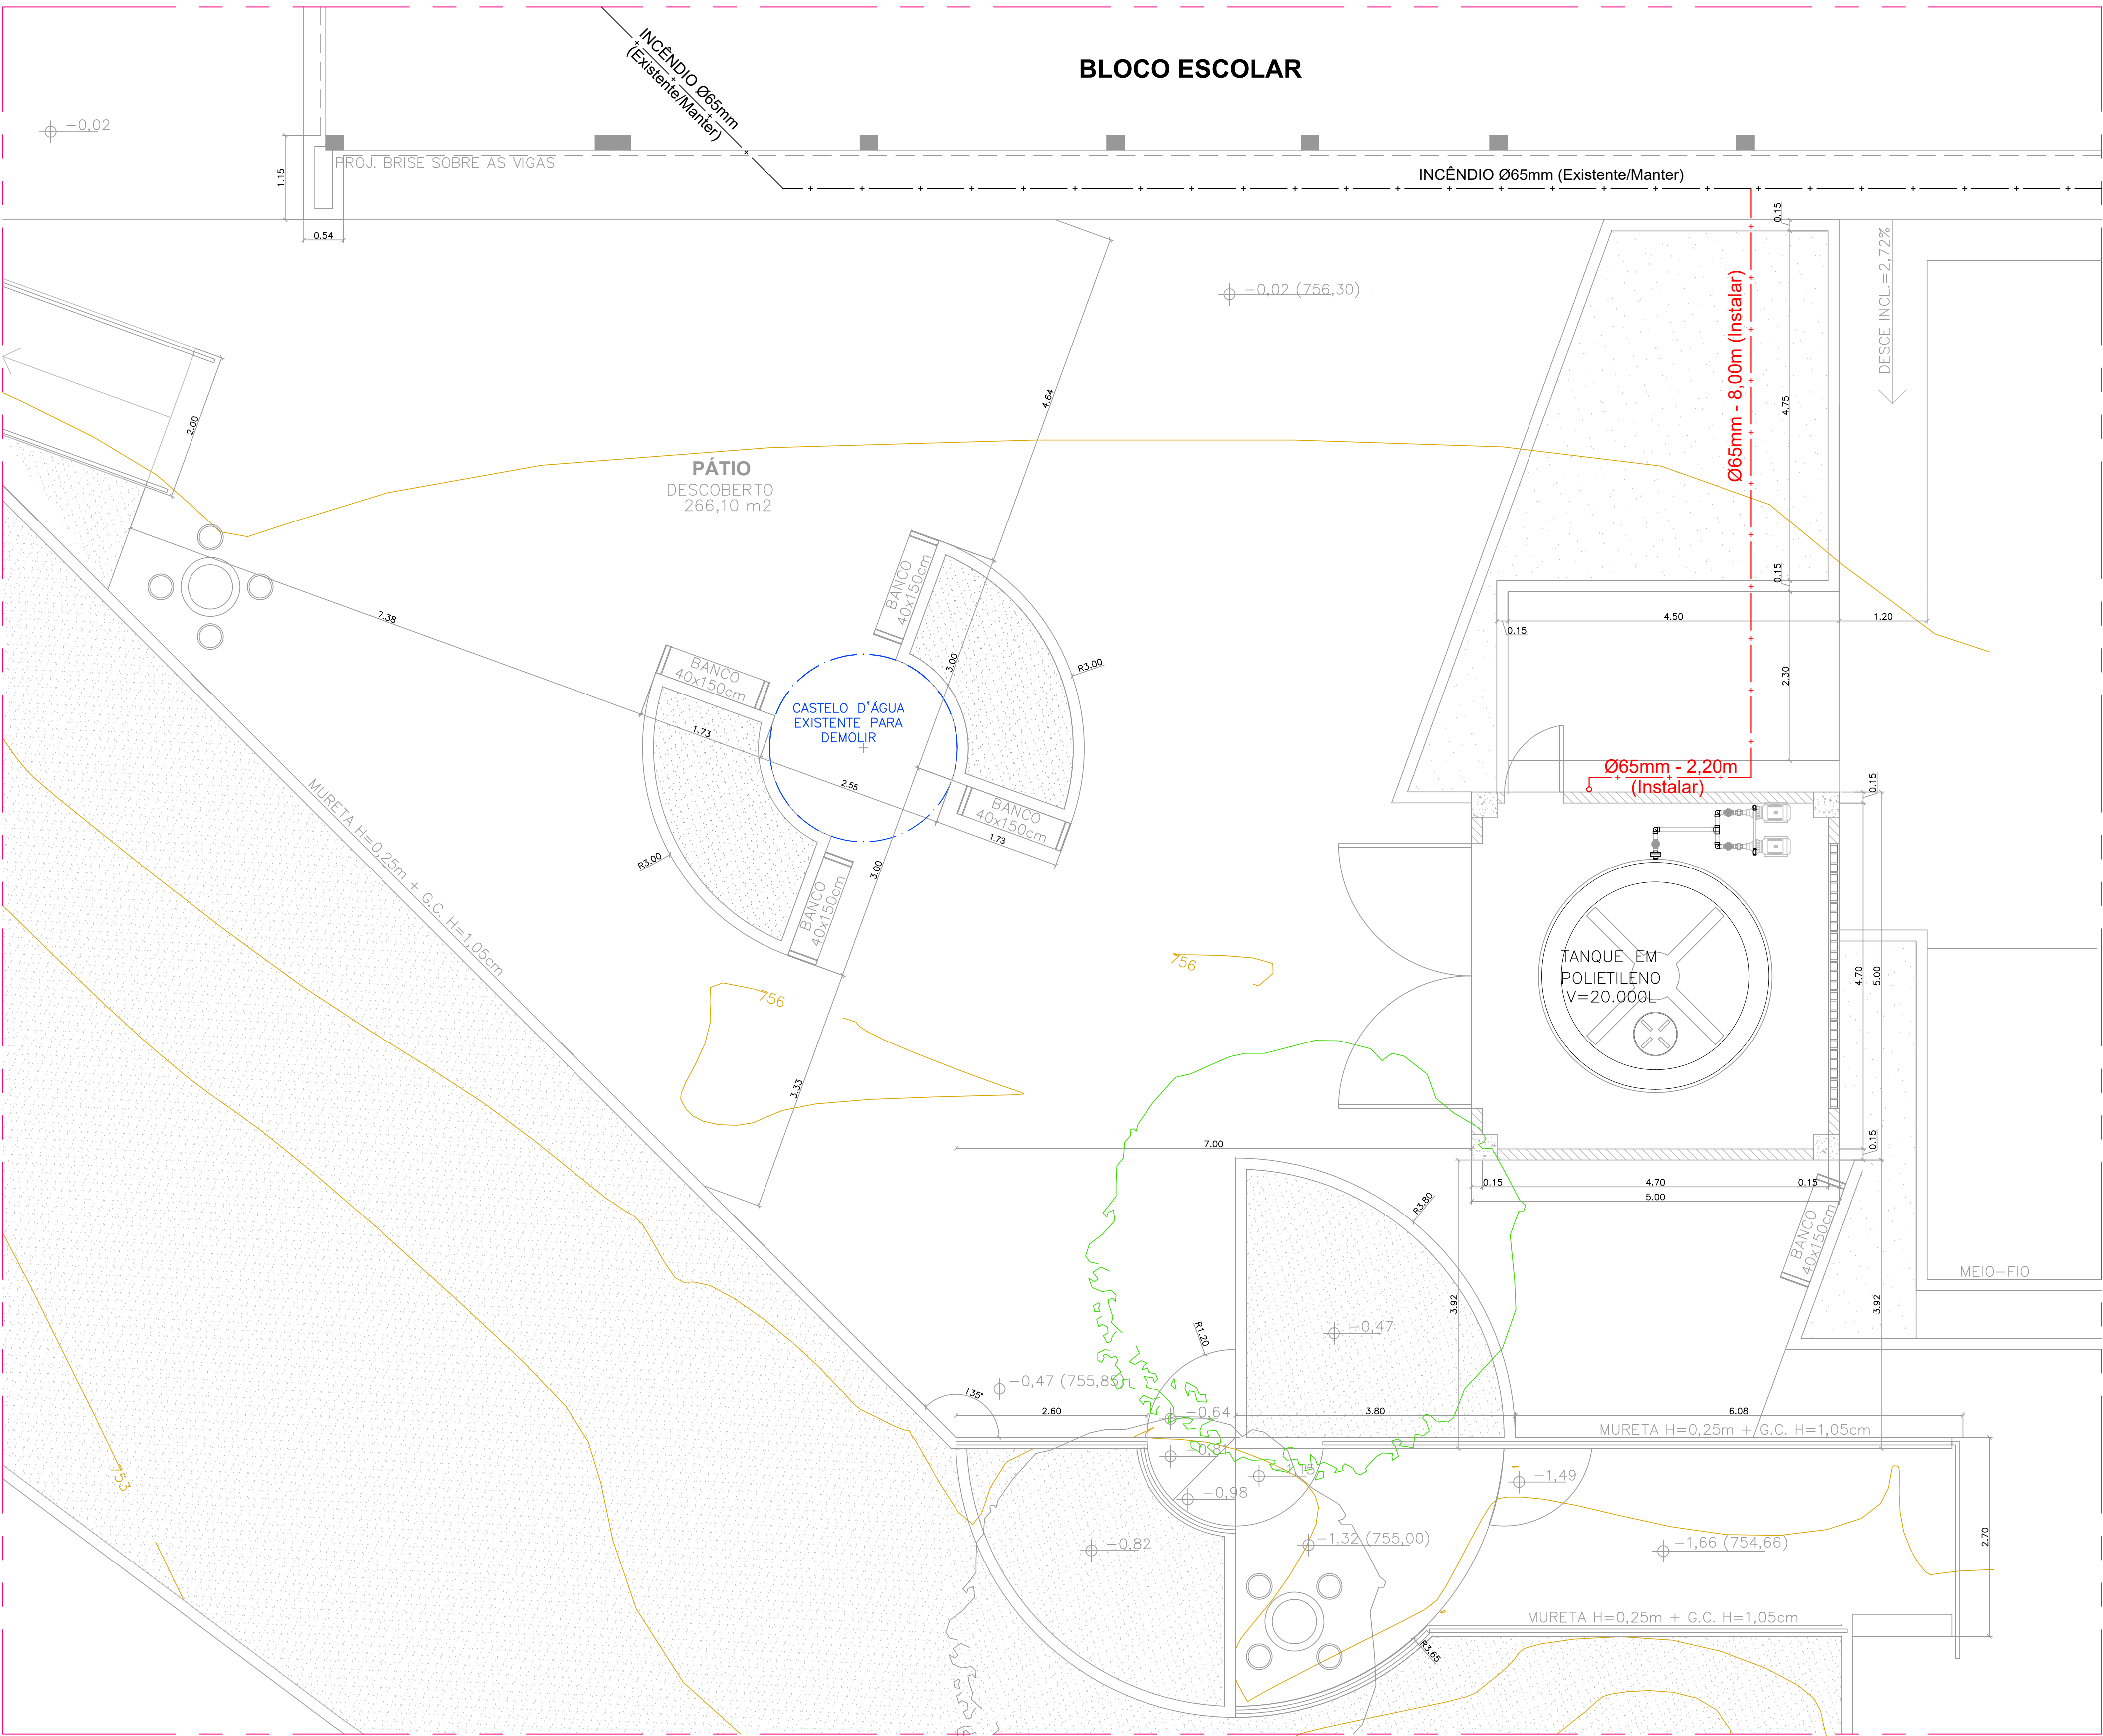 BLOCO ESCOLAR
INCÊNDIO Ø65mm
(Existente/Manter)
-0,02
PROJ. BRISE SOBRE AS VIGAS
1.15
0.54
INCÊNDIO Ø65mm (Existente/Manter)
0.15
-0,02 (756,30)
DESCE INCL.=2,72%
Ø65mm - 8,00m (Instalar)
4.75
4.64
2.00
PÁTIO
DESCOBERTO
266,10 m2
BANCO
40x150cm
0.15
7.38
0.15
4.50
1.20
3.00
R3.00
BANCO
40x150cm
2.30
CASTELO D'ÁGUA
EXISTENTE PARA
DEMOLIR
1.73
2.55
Ø65mm - 2,20m
(Instalar)
0.15
MURETA H=0,25m + G.C. H=1,05cm
BANCO
40x150cm
1.73
R3.00
3.00
BANCO
40x150cm
TANQUE EM
POLIETILENO
V=20.000L
4.70
5.00
756
756
3.33
7.00
0.15
0.15
4.70
0.15
5.00
R3.80
BANCO
40x150cm
MEIO-FIO
3.92
3.92
R1.20
-0,47
-0,47 (755,85)
135°
2.60
-0,64
3.80
6.08
MURETA H=0,25m + G.C. H=1,05cm
753
-1,49
-0,98
-0,82
-1,32 (755,00)
-1,66 (754,66)
2.70
MURETA H=0,25m + G.C. H=1,05cm
R3.65